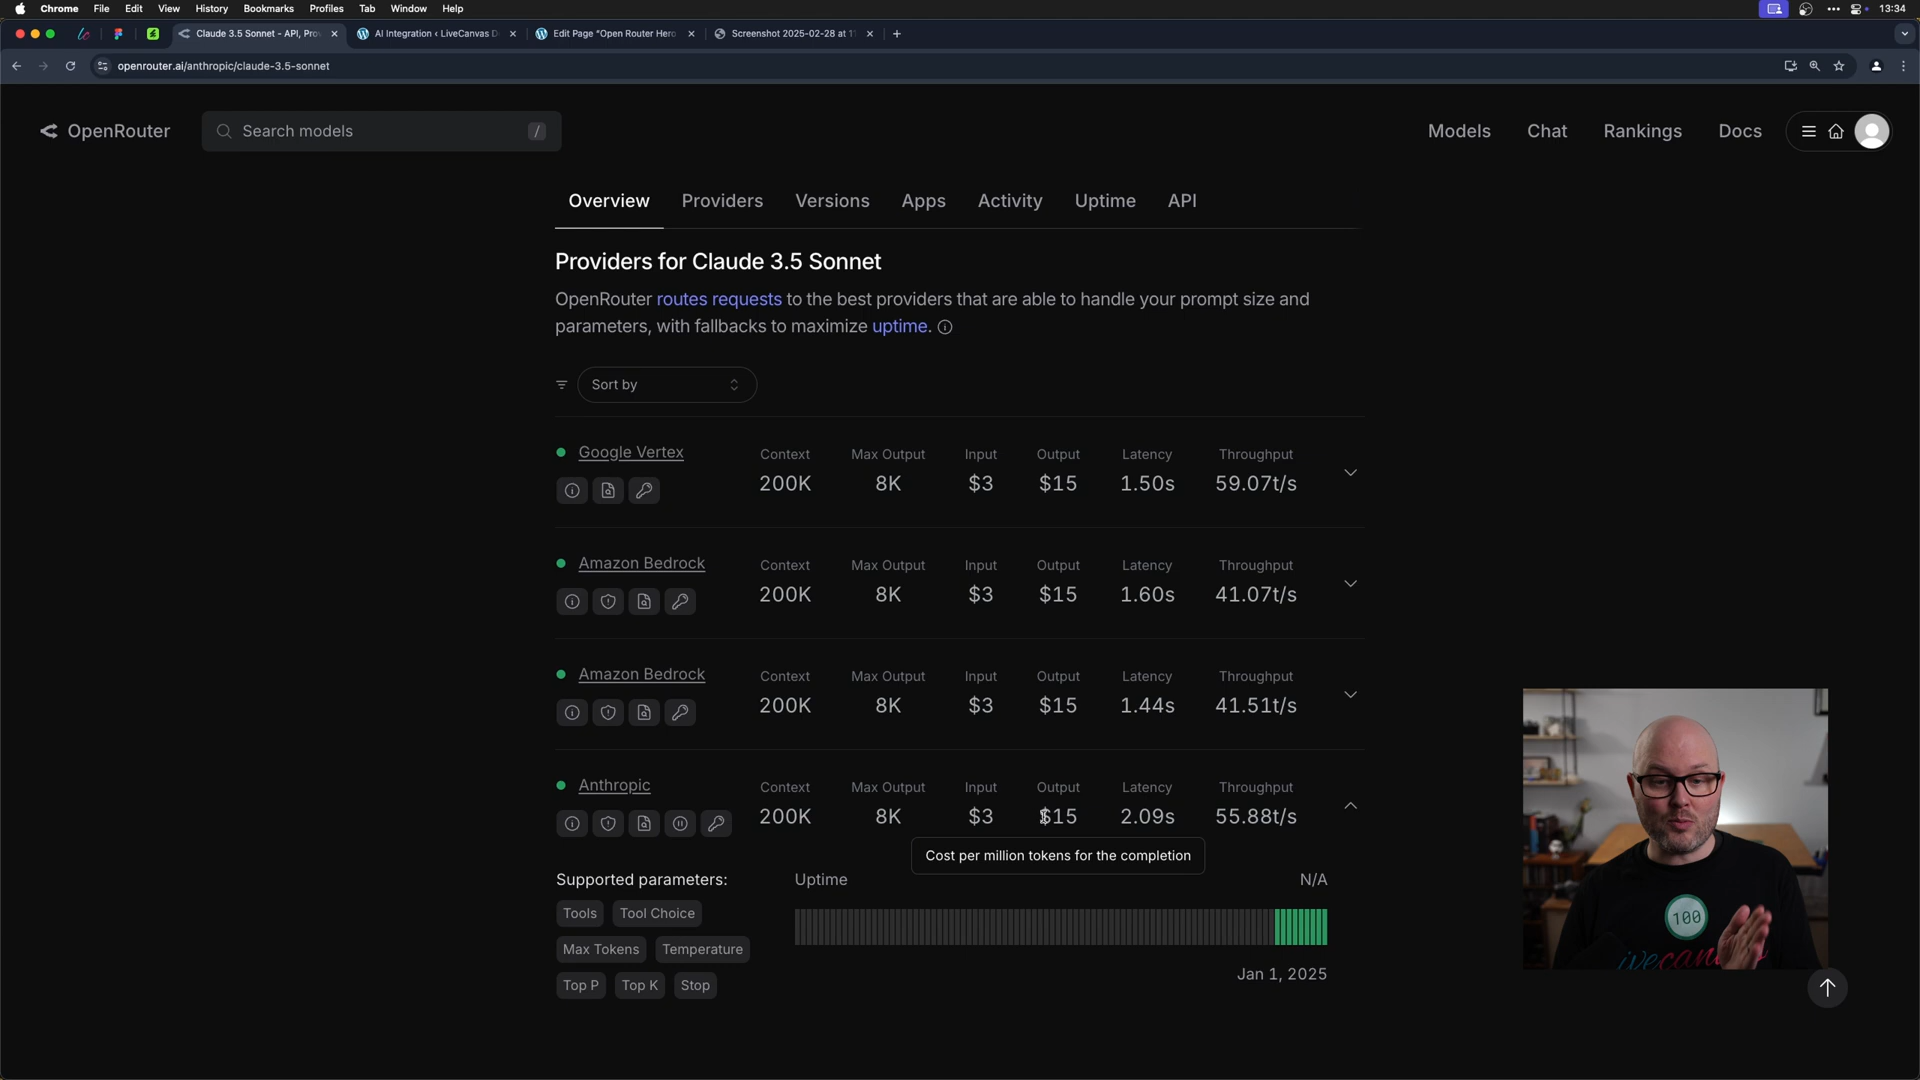 Chrome File Edit View History Bookmarks Profiles Tab Window Help 13:34
Claude 3.5 Sonnet - API, Pro AI Integration ‹ LiveCanvas D Edit Page "Open Router Hero Screenshot 2025-02-28 at 1
openrouter.ai/anthropic/claude-3.5-sonnet
OpenRouter Search models / Models Chat Rankings Docs
Overview Providers Versions Apps Activity Uptime API
Providers for Claude 3.5 Sonnet
OpenRouter routes requests to the best providers that are able to handle your prompt size and
parameters, with fallbacks to maximize uptime.
Sort by
Google Vertex Context Max Output Input Output Latency Throughput
200K 8K $3 $15 1.50s 59.07t/s
Amazon Bedrock Context Max Output Input Output Latency Throughput
200K 8K $3 $15 1.60s 41.07t/s
Amazon Bedrock Context Max Output Input Output Latency Throughput
200K 8K $3 $15 1.44s 41.51t/s
Anthropic Context Max Output Input Output Latency Throughput
200K 8K $3 $15 2.09s 55.88t/s
Cost per million tokens for the completion
Supported parameters: Uptime N/A
Tools Tool Choice
Max Tokens Temperature
Top P Top K Stop
Jan 1, 2025
100